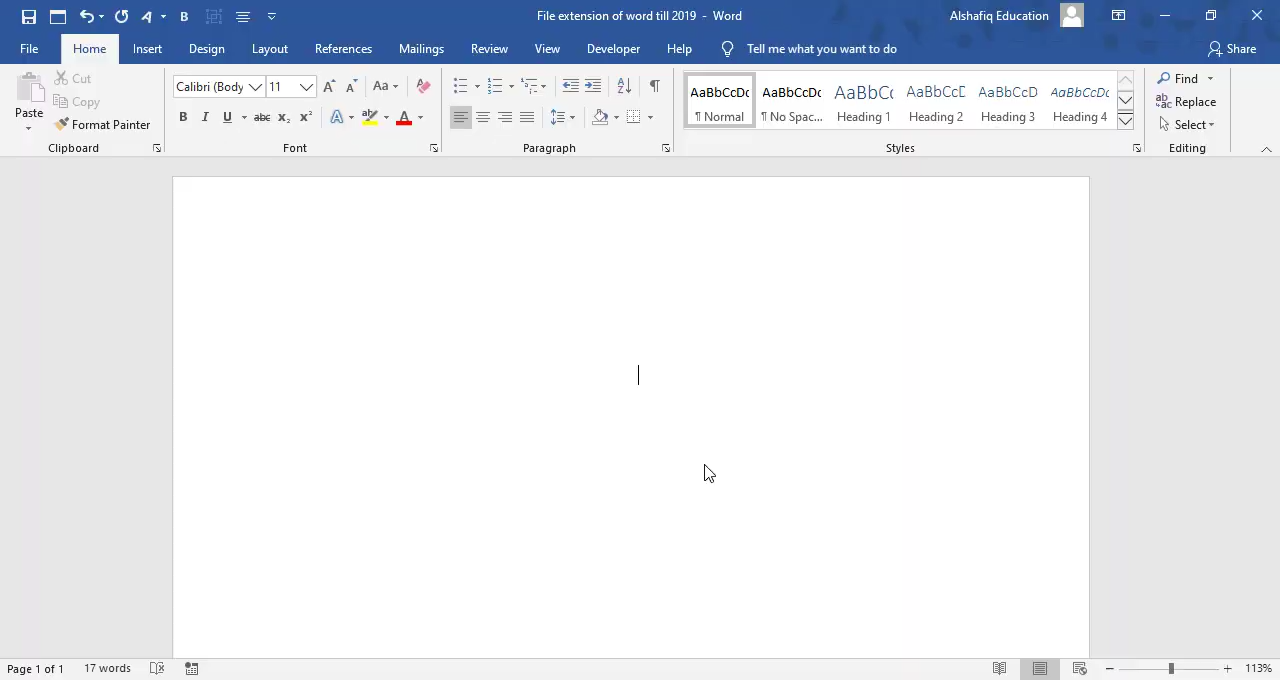 File extension of word till 2019 - Word
Alshafiq Education
File Home Insert Design Layout References Mailings Review View Developer Help Tell me what you want to do Share
Paste
Cut
Copy
Format Painter
Clipboard
Calibri (Body 11
Font
Paragraph
AaBbCcDc AaBbCcDc AaBbCc AaBbCcE AaBbCcD AaBbCcDc
¶ Normal ¶ No Spac... Heading 1 Heading 2 Heading 3 Heading 4
Styles
Find
Replace
Select
Editing
Page 1 of 1 17 words 113%